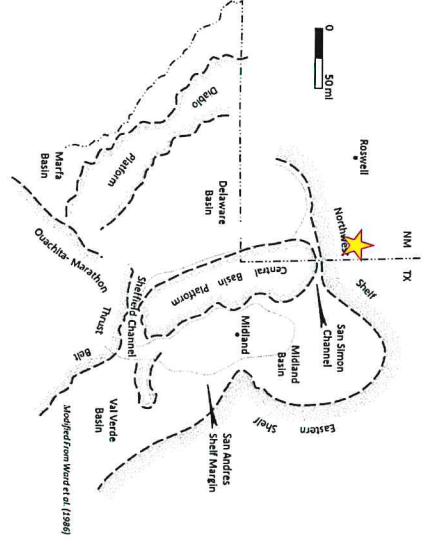 0
50 mi
Roswell
NM
TX
Northwest
Shelf
San Simon
Channel
Diablo
Platform
Delaware
Basin
Central
Basin
Platform
Midland
Midland
Basin
Eastern
Shelf
Marfa
Basin
Sheffield Channel
San Andres
Shelf Margin
Ouachita-Marathon
Thrust
Belt
Val Verde
Basin
Modified From Ward et al. (1986)